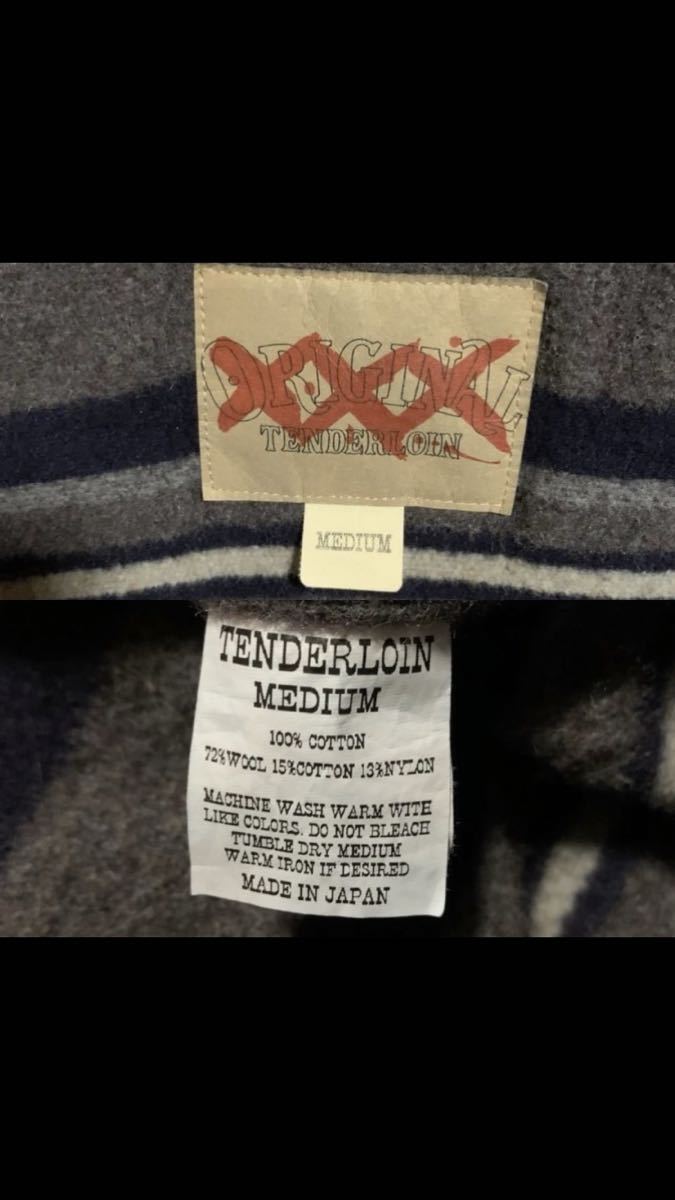 ORIGINAL
TENDERLOIN
MEDIUM
TENDERLOIN
MEDIUM
100% COTTON
72%WOOL 15%COTTON 13%NYLON
MACHINE WASH WARM WITH
LIKE COLORS. DO NOT BLEACH
TUMBLE DRY MEDIUM
WARM IRON IF DESIRED
MADE IN JAPAN